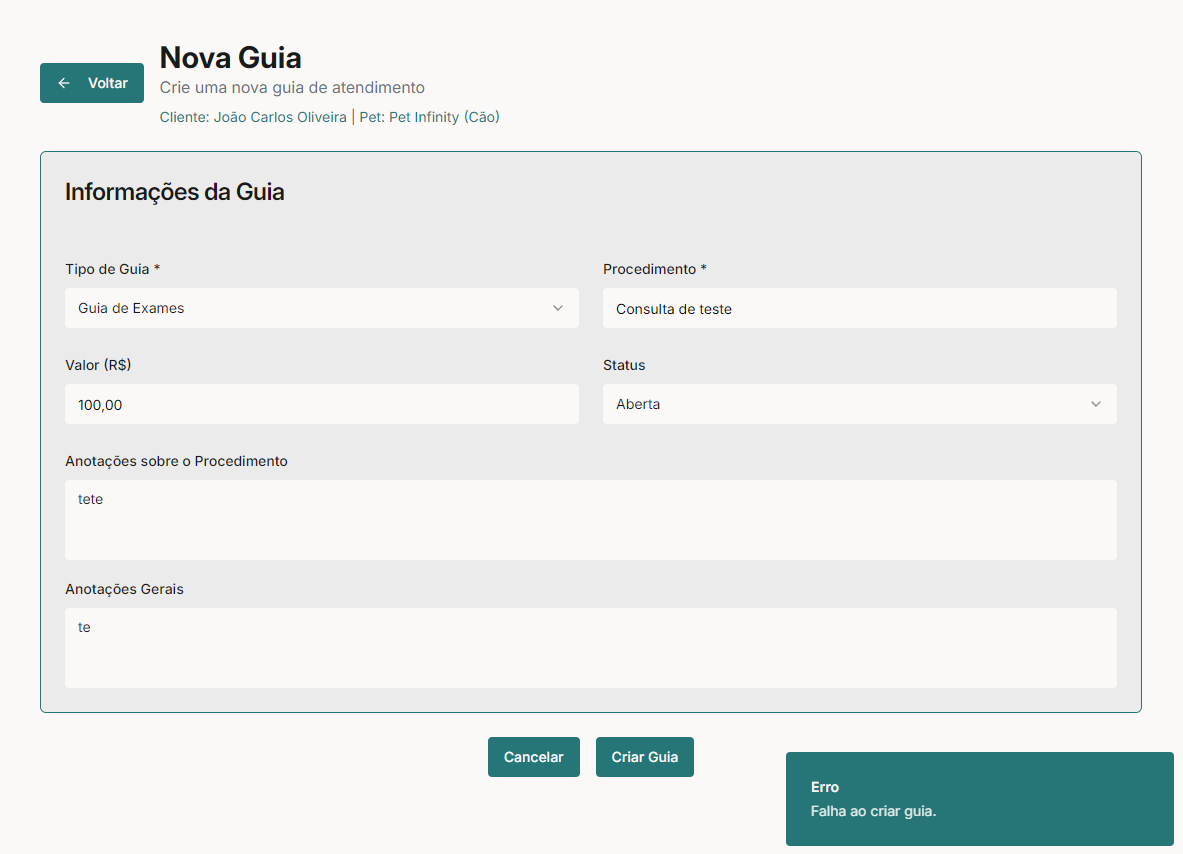 Voltar
Nova Guia
Crie uma nova guia de atendimento
Cliente: João Carlos Oliveira | Pet: Pet Infinity (Cão)
Informações da Guia
Tipo de Guia *
Procedimento *
Guia de Exames
Consulta de teste
Valor (R$)
Status
100,00
Aberta
Anotações sobre o Procedimento
tete
Anotações Gerais
te
Cancelar
Criar Guia
Erro
Falha ao criar guia.